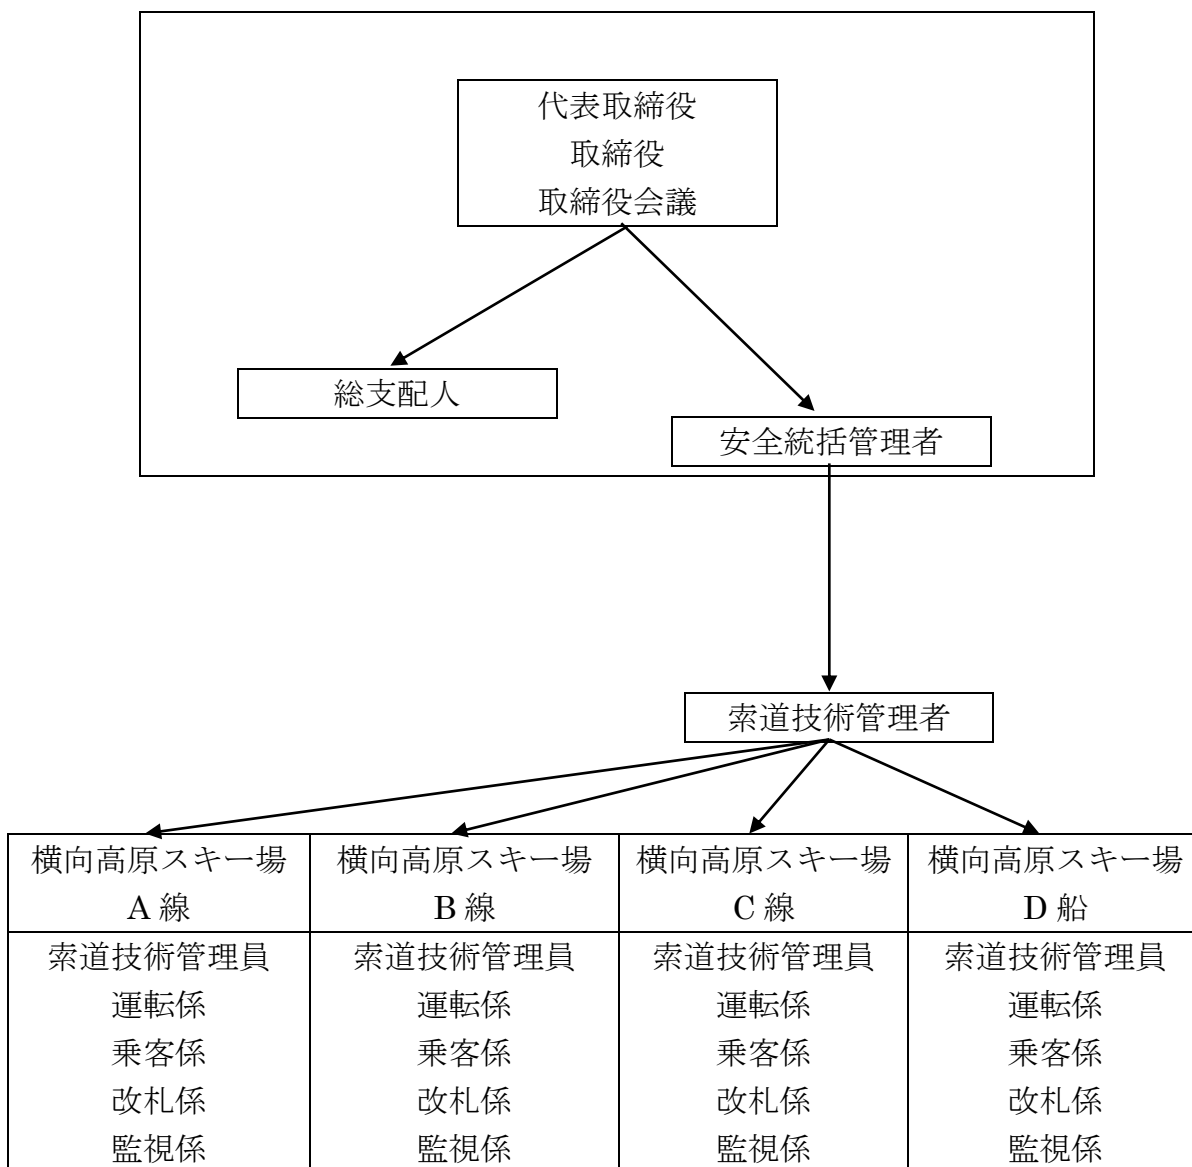 代表取締役
取締役
取締役会議
総支配人
安全統括管理者
索道技術管理者
横向高原スキー場 横向高原スキー場 横向高原スキー場 横向高原スキー場
A 線 B 線 C 線 D 船
索道技術管理員 索道技術管理員 索道技術管理員 索道技術管理員
運転係 運転係 運転係 運転係
乗客係 乗客係 乗客係 乗客係
改札係 改札係 改札係 改札係
監視係 監視係 監視係 監視係